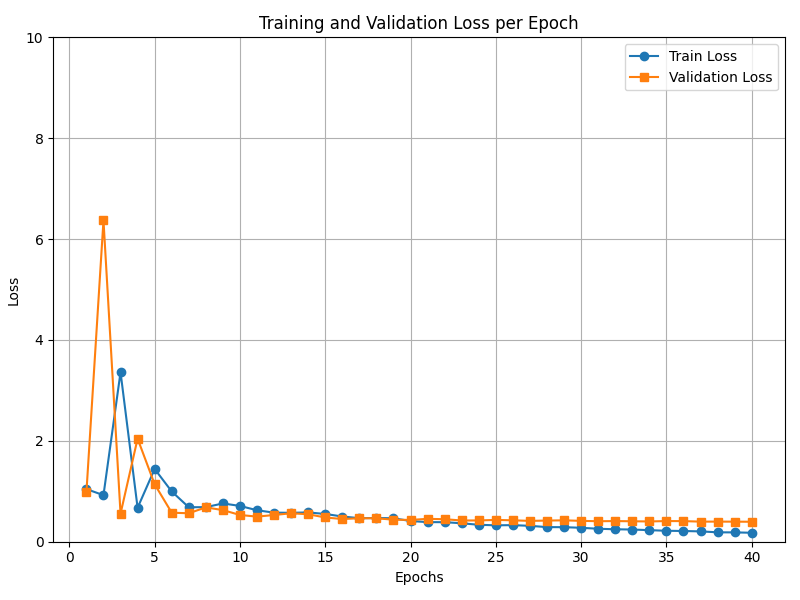 Training and Validation Loss per Epoch
Train Loss
Validation Loss
10
8
6
4
2
0
Loss
0 5 10 15 20 25 30 35 40
Epochs